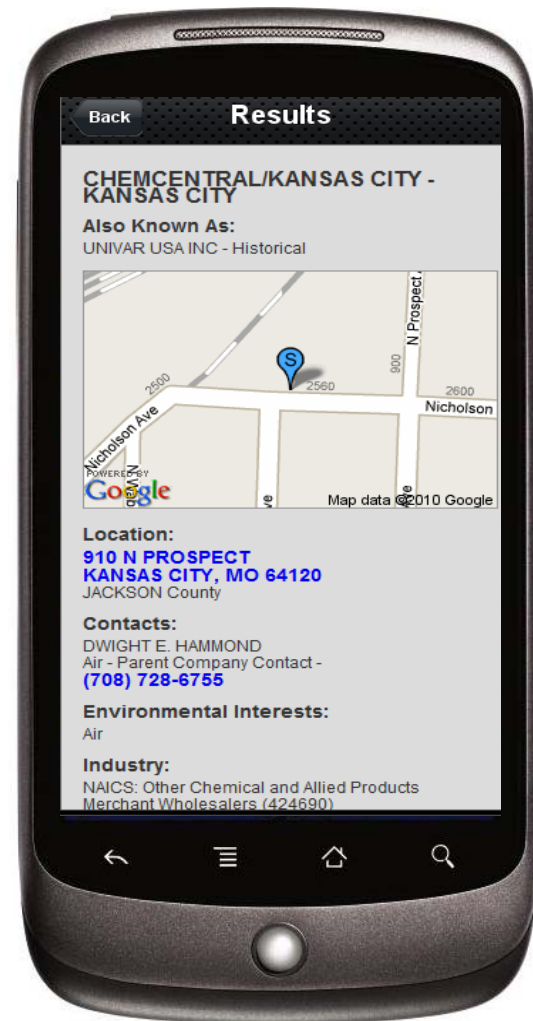 Back
Results
CHEMCENTRAL/KANSAS CITY -
KANSAS CITY
Also Known As:
UNIVAR USA INC - Historical
N Prospect
S
900
2500
2560
2600
Nicholson
Nicholson Ave
POWERED BY
Google
ve
Map data ©2010 Google
Location:
910 N PROSPECT
KANSAS CITY, MO 64120
JACKSON County
Contacts:
DWIGHT E. HAMMOND
Air - Parent Company Contact -
(708) 728-6755
Environmental Interests:
Air
Industry:
NAICS: Other Chemical and Allied Products
Merchant Wholesalers (424690)